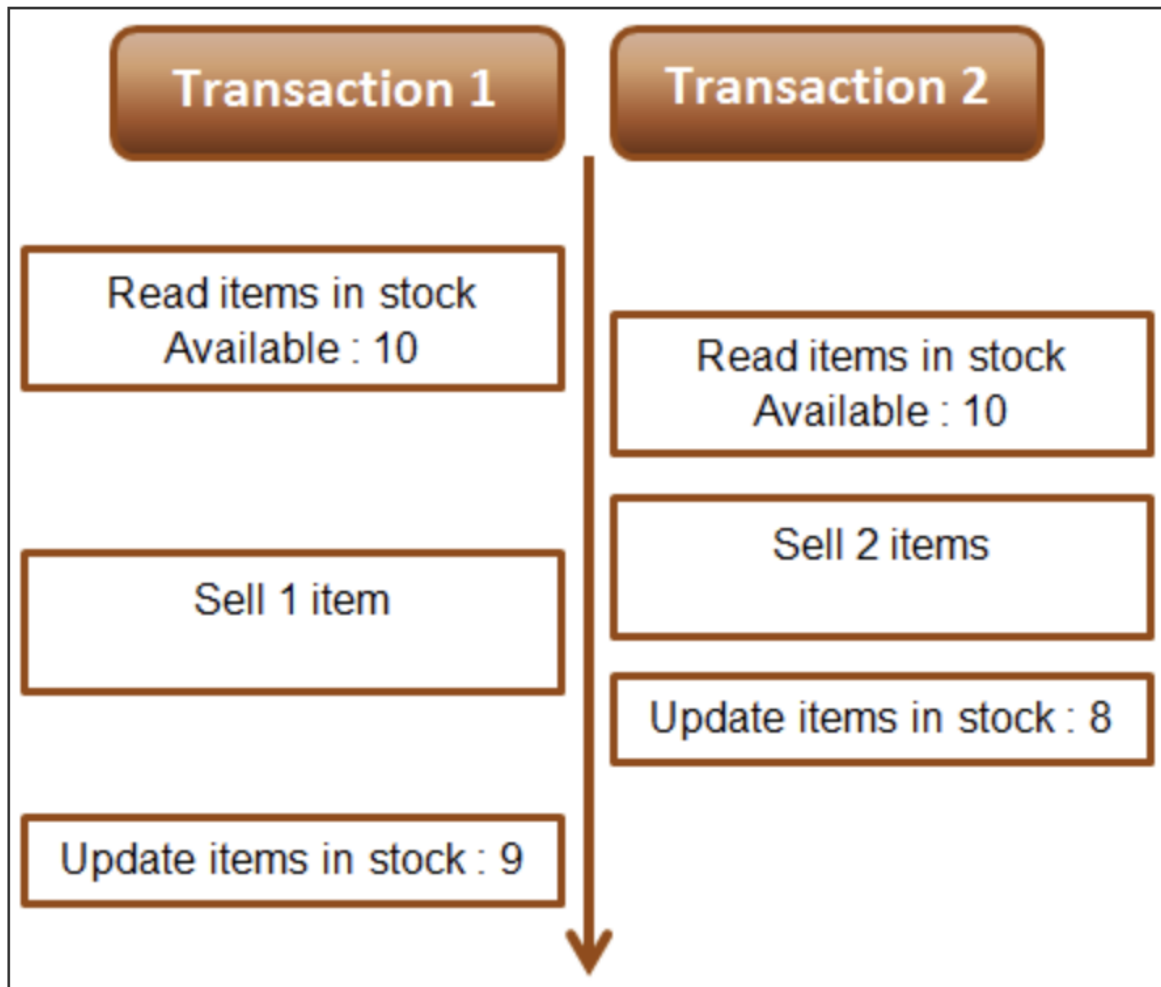 Transaction 1
Transaction 2
Read items in stock
Available : 10
Read items in stock
Available : 10
Sell 2 items
Sell 1 item
Update items in stock : 8
Update items in stock : 9